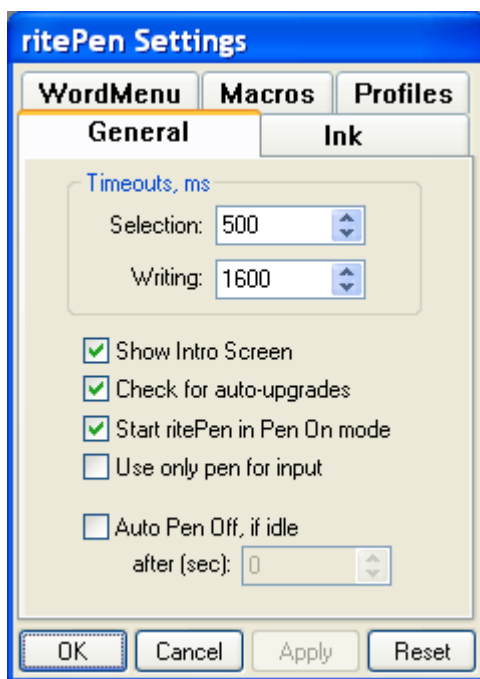 ritePen Settings
WordMenu Macros Profiles
General Ink
Timeouts, ms
Selection: 500
Writing: 1600
Show Intro Screen
Check for auto-upgrades
Start ritePen in Pen On mode
Use only pen for input
Auto Pen Off, if idle
after (sec): 0
OK Cancel Apply Reset